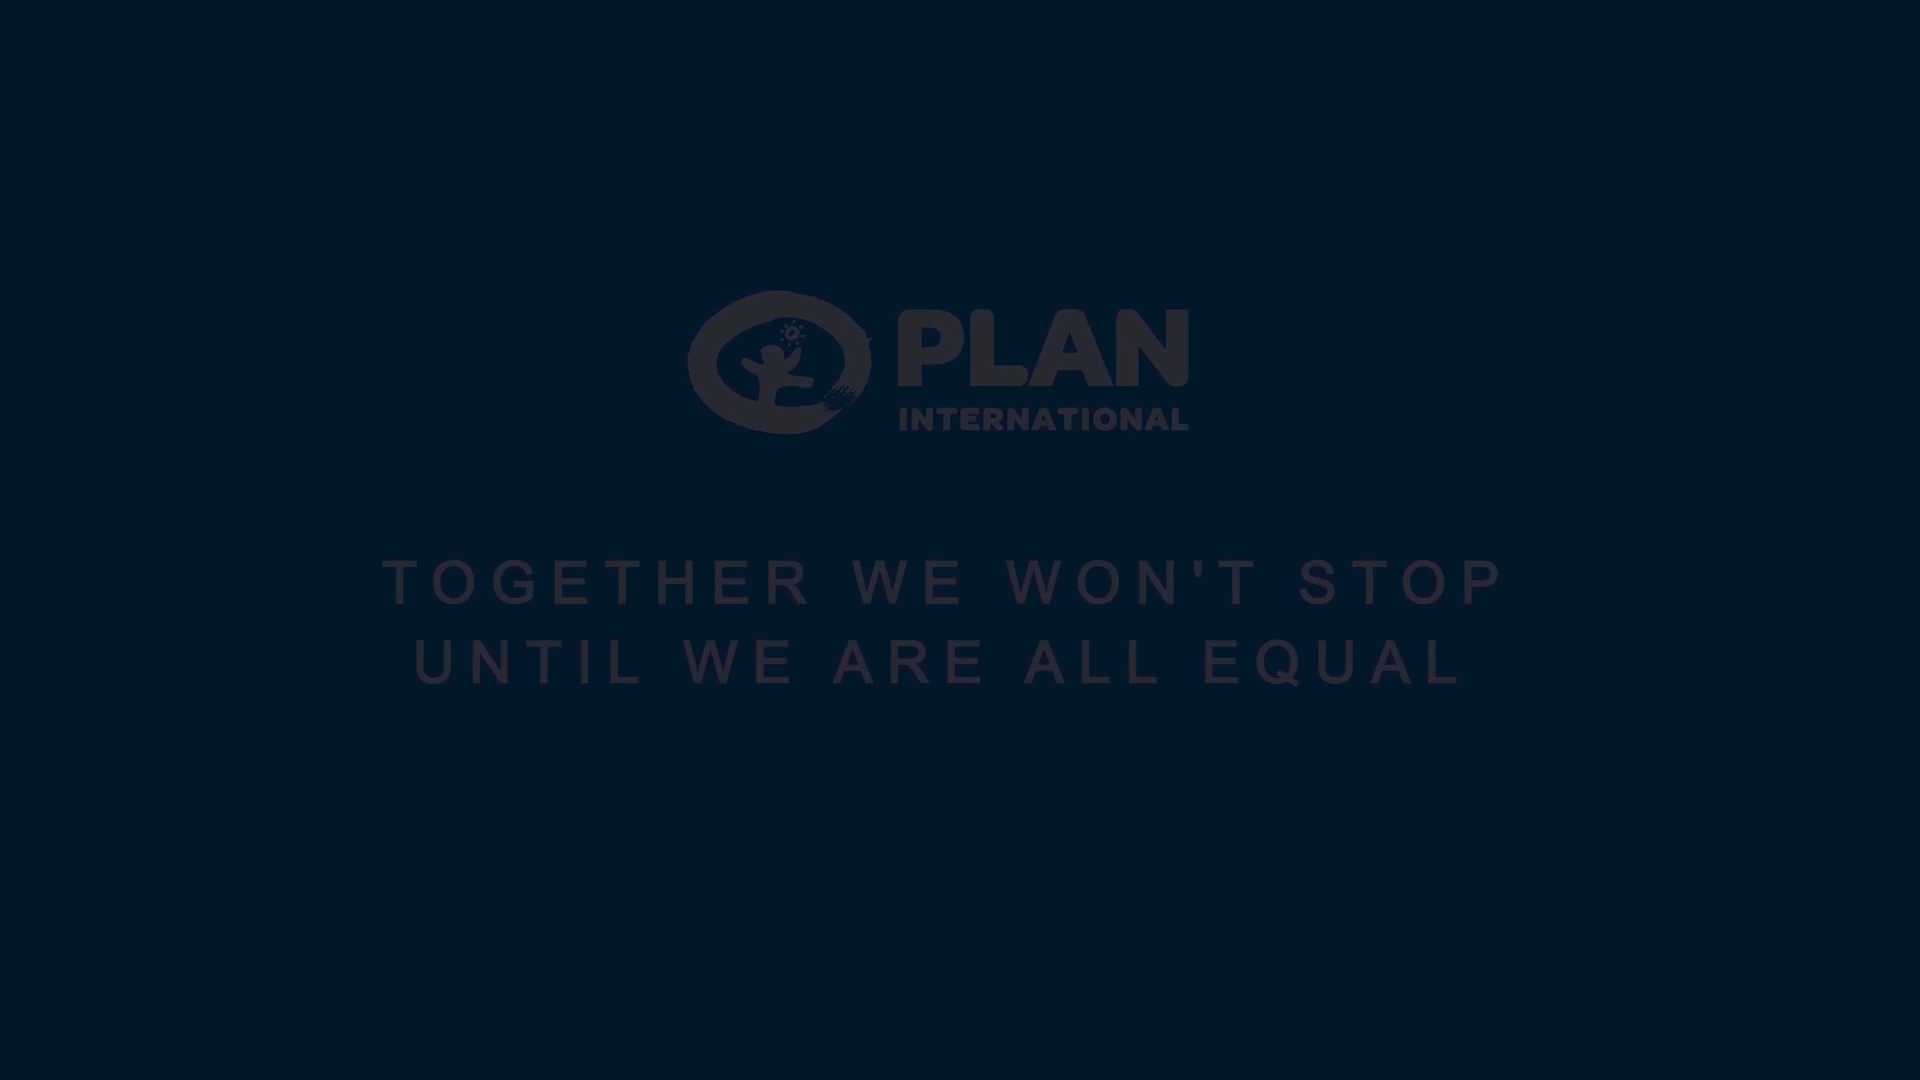 PLAN
INTERNATIONAL
TOGETHER WE WON'T STOP
UNTIL WE ARE ALL EQUAL